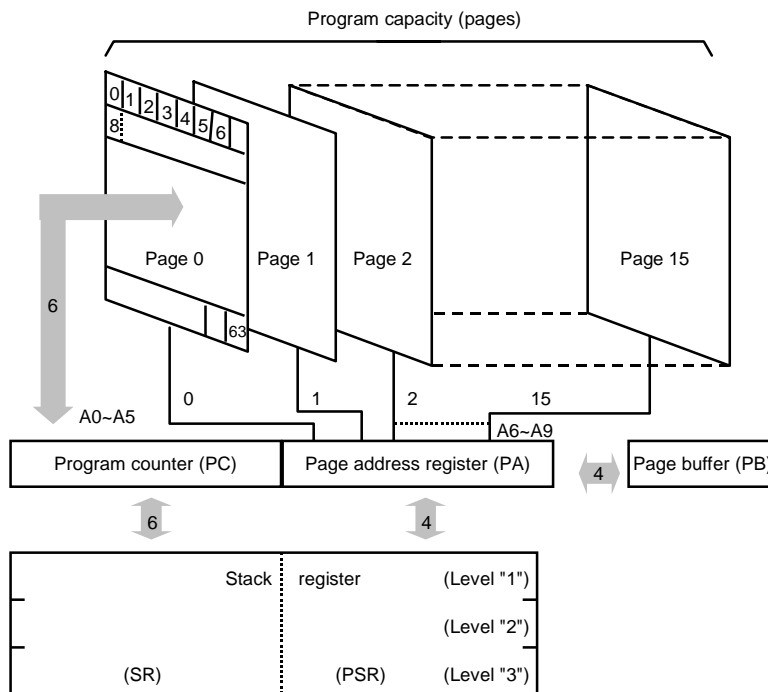 Program capacity (pages)
0 1 2 3 4 5 6
8
Page 0
Page 1
Page 2
Page 15
6
63
0
1
2
15
A0~A5
A6~A9
Program counter (PC)
Page address register (PA)
4
Page buffer (PB)
6
4
Stack register (Level "1")
(Level "2")
(SR) (PSR) (Level "3")